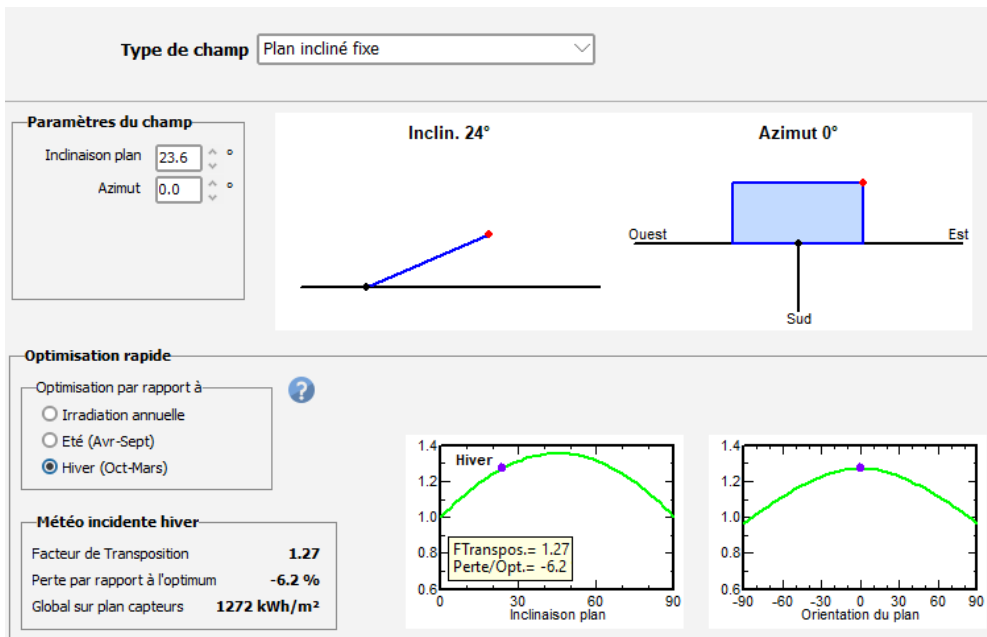 Type de champ Plan incliné fixe
Paramètres du champ
Inclinaison plan 23.6 °
Azimut 0.0 °
Inclin. 24°
Azimut 0°
Ouest
Est
Sud
Optimisation rapide
Optimisation par rapport à
?
Irradiation annuelle
Eté (Avr-Sept)
Hiver (Oct-Mars)
Météo incidente hiver
Facteur de Transposition 1.27
Perte par rapport à l'optimum -6.2 %
Global sur plan capteurs 1272 kWh/m²
1.4
1.2
1.0
0.8
0.6
Hiver
FTranspos.= 1.27
Perte/Opt.= -6.2
0 30 60 90
Inclinaison plan
1.4
1.2
1.0
0.8
0.6
-90 -60 -30 0 30 60 90
Orientation du plan